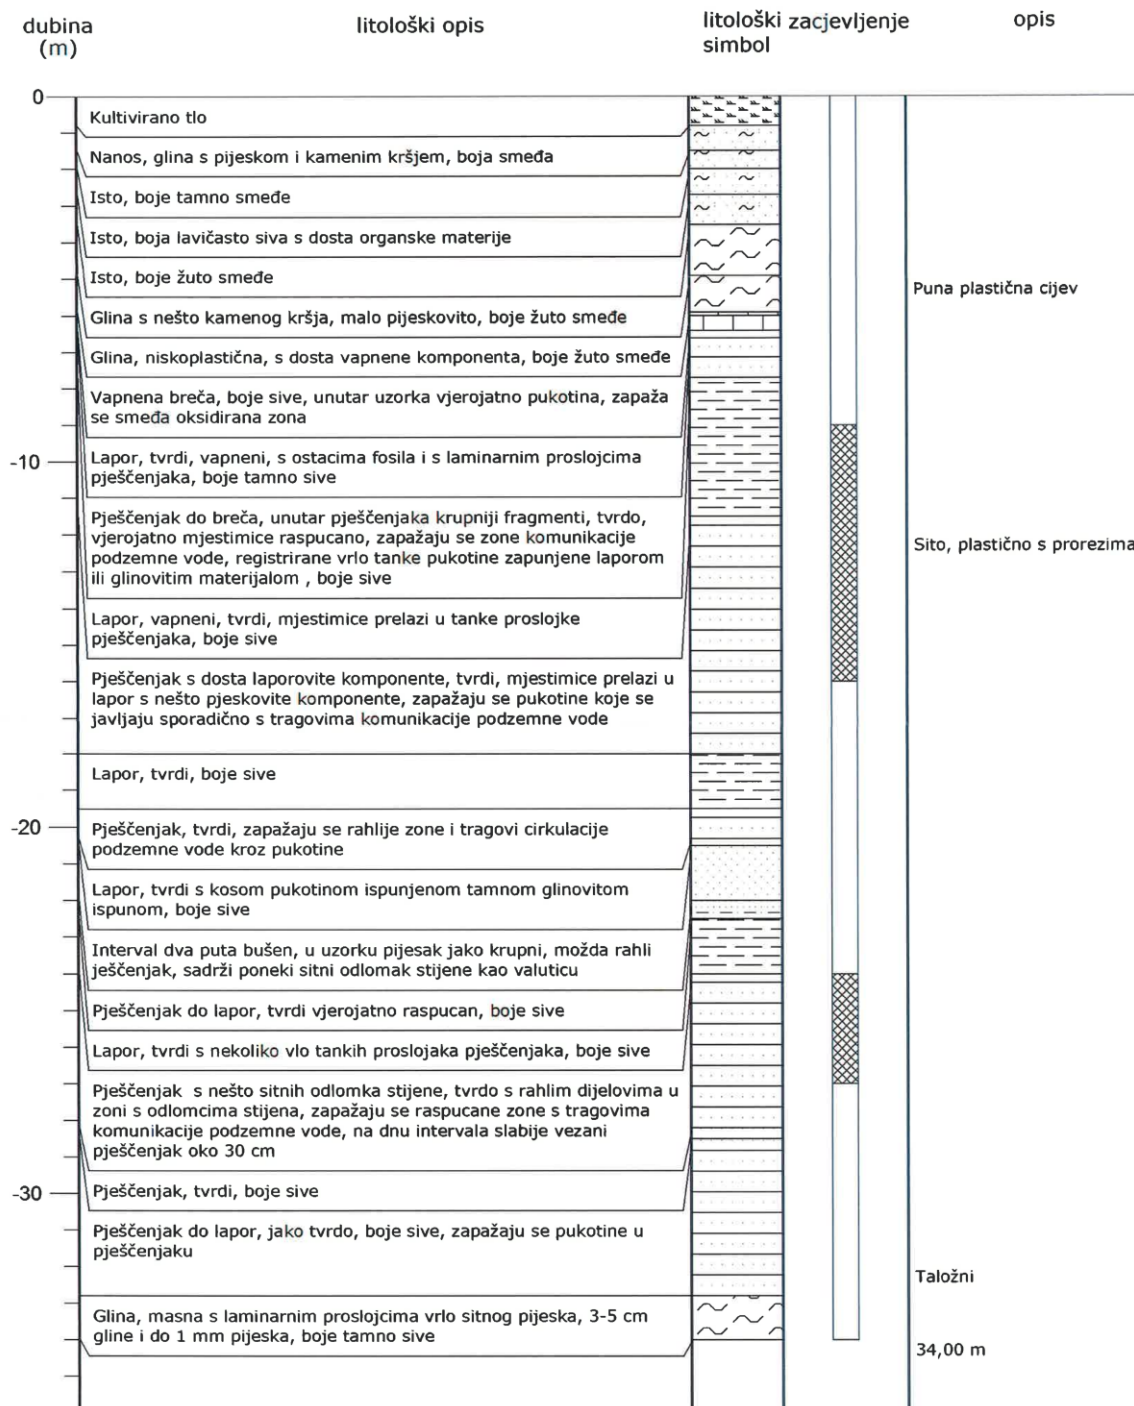 dubina
(m)
litološki opis
litološki
simbol
zacjevljenje
opis
0
Kultivirano tlo
Nanos, glina s pijeskom i kamenim kršjem, boja smeđa
Isto, boje tamno smeđe
Isto, boja lavičasto siva s dosta organske materije
Isto, boje žuto smeđe
Puna plastična cijev
Glina s nešto kamenog kršja, malo pijeskovito, boje žuto smeđe
Glina, niskoplastična, s dosta vapnene komponenta, boje žuto smeđe
Vapnena breča, boje sive, unutar uzorka vjerojatno pukotina, zapaža
se smeđa oksidirana zona
-10
Lapor, tvrdi, vapneni, s ostacima fosila i s laminarnim proslojcima
pješčenjaka, boje tamno sive
Pješčenjak do breča, unutar pješčenjaka krupniji fragmenti, tvrdo,
vjerojatno mjestimice raspucano, zapažaju se zone komunikacije
podzemne vode, registrirane vrlo tanke pukotine zapunjene laporom
ili glinovitim materijalom , boje sive
Sito, plastično s prorezima
Lapor, vapneni, tvrdi, mjestimice prelazi u tanke proslojke
pješčenjaka, boje sive
Pješčenjak s dosta laporovite komponente, tvrdi, mjestimice prelazi u
lapor s nešto pjeskovite komponente, zapažaju se pukotine koje se
javljaju sporadično s tragovima komunikacije podzemne vode
Lapor, tvrdi, boje sive
-20
Pješčenjak, tvrdi, zapažaju se rahlije zone i tragovi cirkulacije
podzemne vode kroz pukotine
Lapor, tvrdi s kosom pukotinom ispunjenom tamnom glinovitom
ispunom, boje sive
Interval dva puta bušen, u uzorku pijesak jako krupni, možda rahli
ješčenjak, sadrži poneki sitni odlomak stijene kao valuticu
Pješčenjak do lapor, tvrdi vjerojatno raspucan, boje sive
Lapor, tvrdi s nekoliko vlo tankih proslojaka pješčenjaka, boje sive
Pješčenjak s nešto sitnih odlomka stijene, tvrdo s rahlim dijelovima u
zoni s odlomcima stijena, zapažaju se raspucane zone s tragovima
komunikacije podzemne vode, na dnu intervala slabije vezani
pješčenjak oko 30 cm
-30
Pješčenjak, tvrdi, boje sive
Pješčenjak do lapor, jako tvrdo, boje sive, zapažaju se pukotine u
pješčenjaku
Taložni
Glina, masna s laminarnim proslojcima vrlo sitnog pijeska, 3-5 cm
gline i do 1 mm pijeska, boje tamno sive
34,00 m